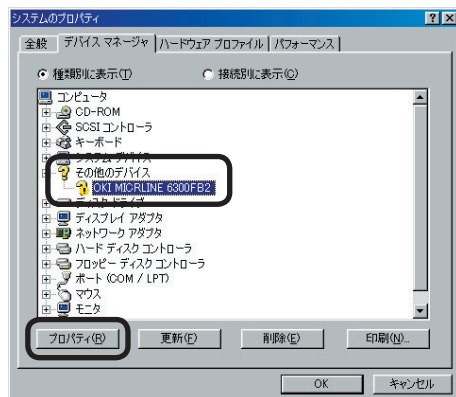 システムのプロパティ
全般 デバイス マネージャ ハードウェア プロファイル パフォーマンス
種類別に表示(T) 接続別に表示(C)
コンピュータ
CD-ROM
SCSI コントローラ
キーボード
システム デバイス
その他のデバイス
OKI MICRLINE 6300FB2
ディスク ドライブ
ディスプレイ アダプタ
ネットワーク アダプタ
ハード ディスク コントローラ
フロッピー ディスク コントローラ
ポート (COM / LPT)
マウス
モニタ
プロパティ(R) 更新(F) 削除(E) 印刷(N)...
OK キャンセル